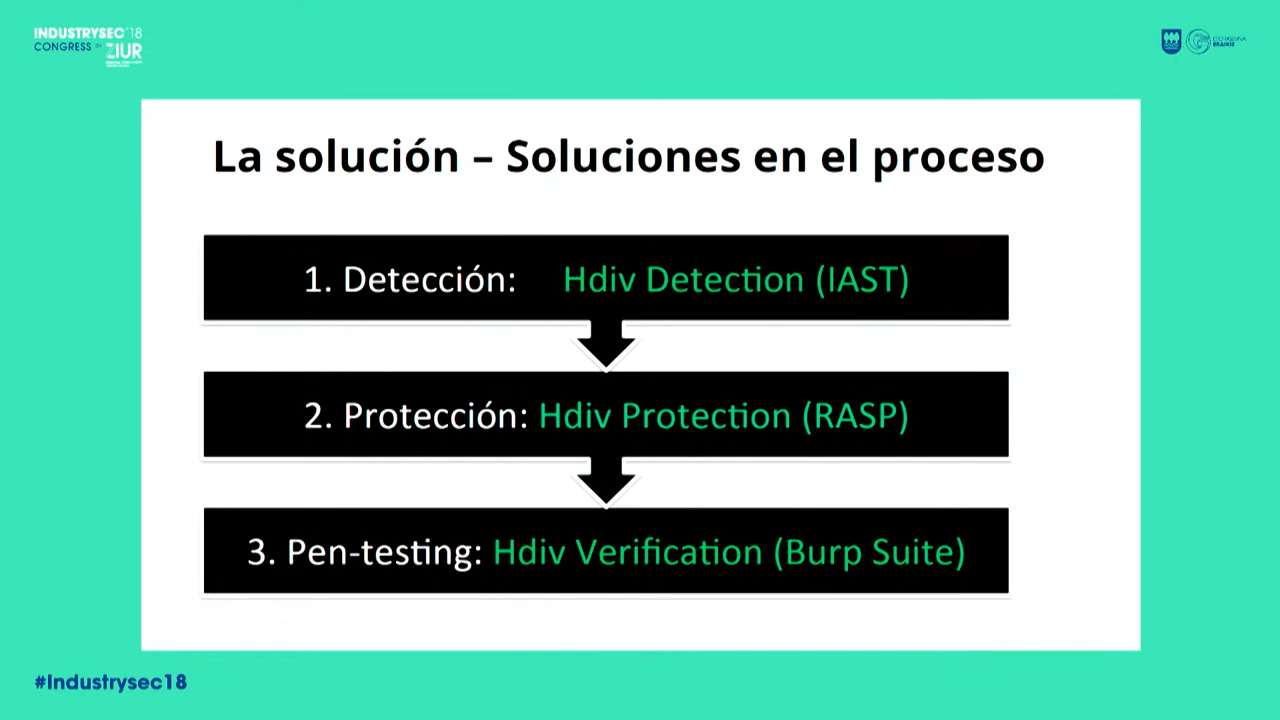 INDUSTRYSEC'18
CONGRESS BY ZIUR
La solución – Soluciones en el proceso
1. Detección: Hdiv Detection (IAST)
2. Protección: Hdiv Protection (RASP)
3. Pen-testing: Hdiv Verification (Burp Suite)
#Industrysec18